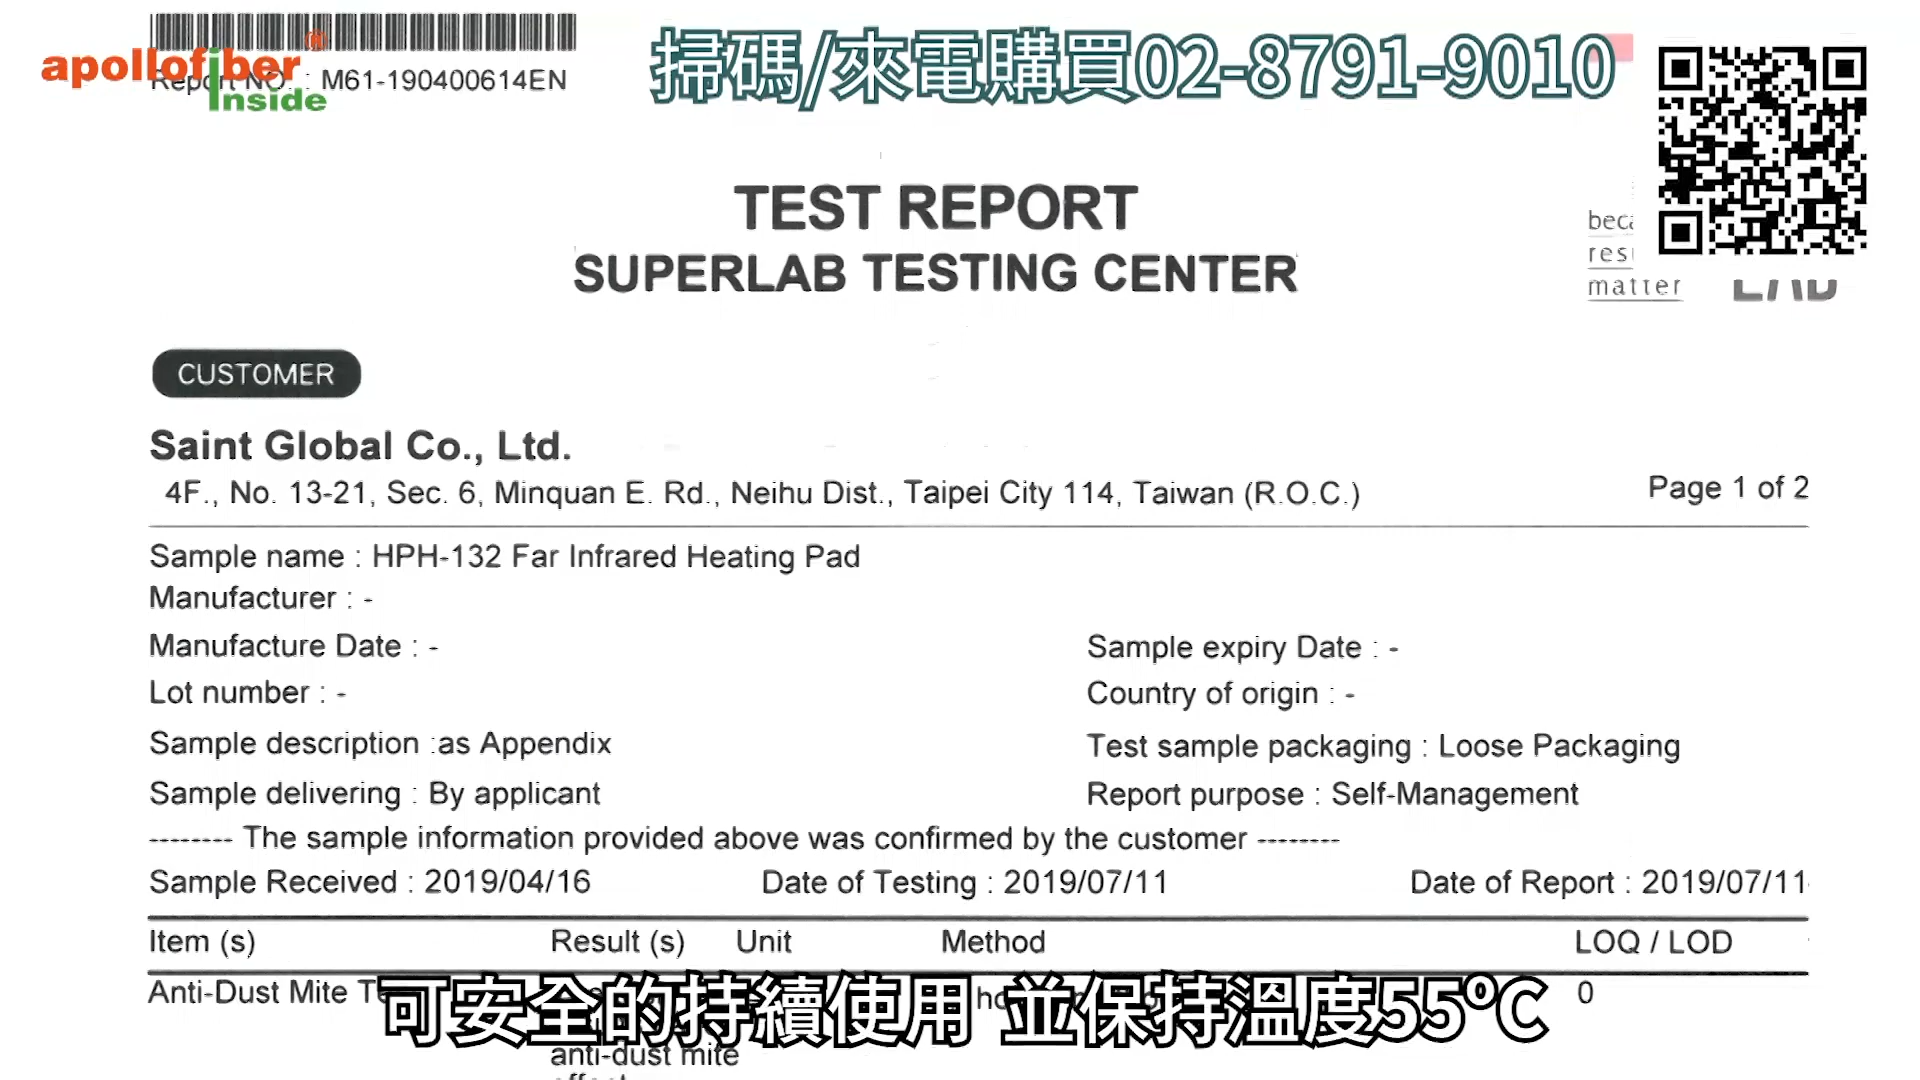 apollofiber
Inside
Report NO. : M61-190400614EN
掃碼/來電購買02-8791-9010
TEST REPORT
SUPERLAB TESTING CENTER
matter
CUSTOMER
Saint Global Co., Ltd.
4F., No. 13-21, Sec. 6, Minquan E. Rd., Neihu Dist., Taipei City 114, Taiwan (R.O.C.)
Page 1 of 2
Sample name : HPH-132 Far Infrared Heating Pad
Manufacturer : -
Manufacture Date : -
Sample expiry Date : -
Lot number : -
Country of origin : -
Sample description :as Appendix
Test sample packaging : Loose Packaging
Sample delivering : By applicant
Report purpose : Self-Management
-------- The sample information provided above was confirmed by the customer --------
Sample Received : 2019/04/16 Date of Testing : 2019/07/11 Date of Report : 2019/07/11
Item (s) Result (s) Unit Method LOQ / LOD
Anti-Dust Mite 0
可安全的持續使用 並保持溫度55°C
anti-dust mite